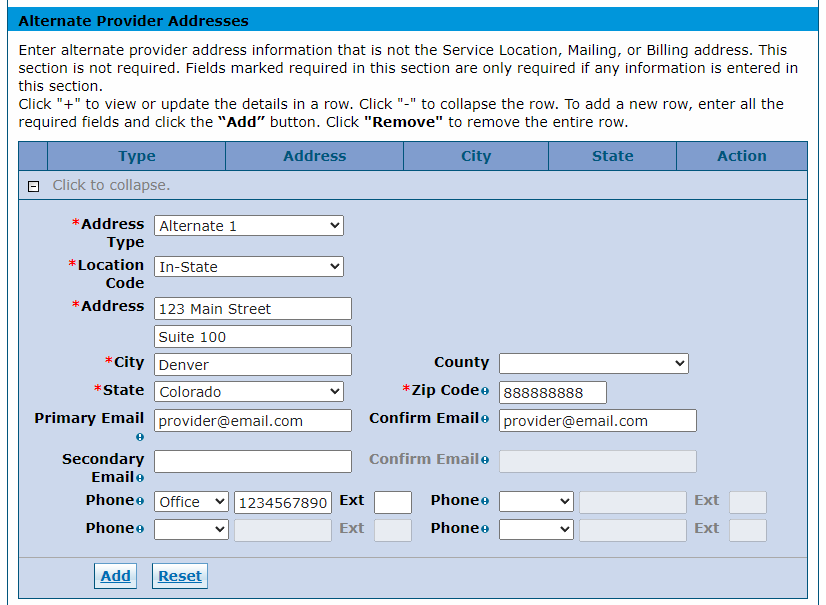 Alternate Provider Addresses
Enter alternate provider address information that is not the Service Location, Mailing, or Billing address. This
section is not required. Fields marked required in this section are only required if any information is entered in
this section.
Click "+" to view or update the details in a row. Click "-" to collapse the row. To add a new row, enter all the
required fields and click the “Add” button. Click "Remove" to remove the entire row.
Type Address City State Action
Click to collapse.
*Address Type Alternate 1
*Location Code In-State
*Address 123 Main Street
Suite 100
*City Denver County
*State Colorado *Zip Code 888888888
Primary Email provider@email.com Confirm Email provider@email.com
Secondary Email Confirm Email
Phone Office 1234567890 Ext Phone Ext
Phone Ext Phone Ext
Add Reset